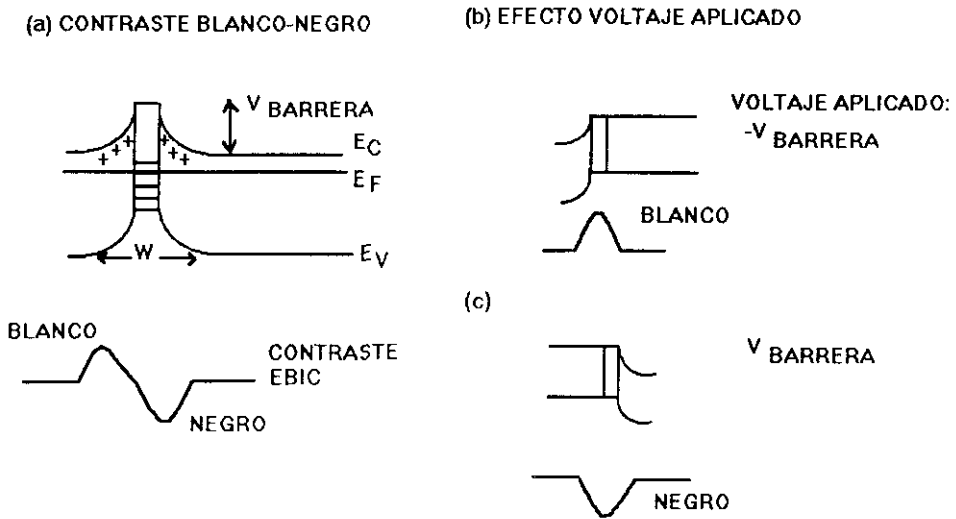 (a) CONTRASTE BLANCO-NEGRO
V BARRERA
E C
E F
E V
W
BLANCO
CONTRASTE
EBIC
NEGRO
(b) EFECTO VOLTAJE APLICADO
VOLTAJE APLICADO:
-V BARRERA
BLANCO
(c)
V BARRERA
NEGRO